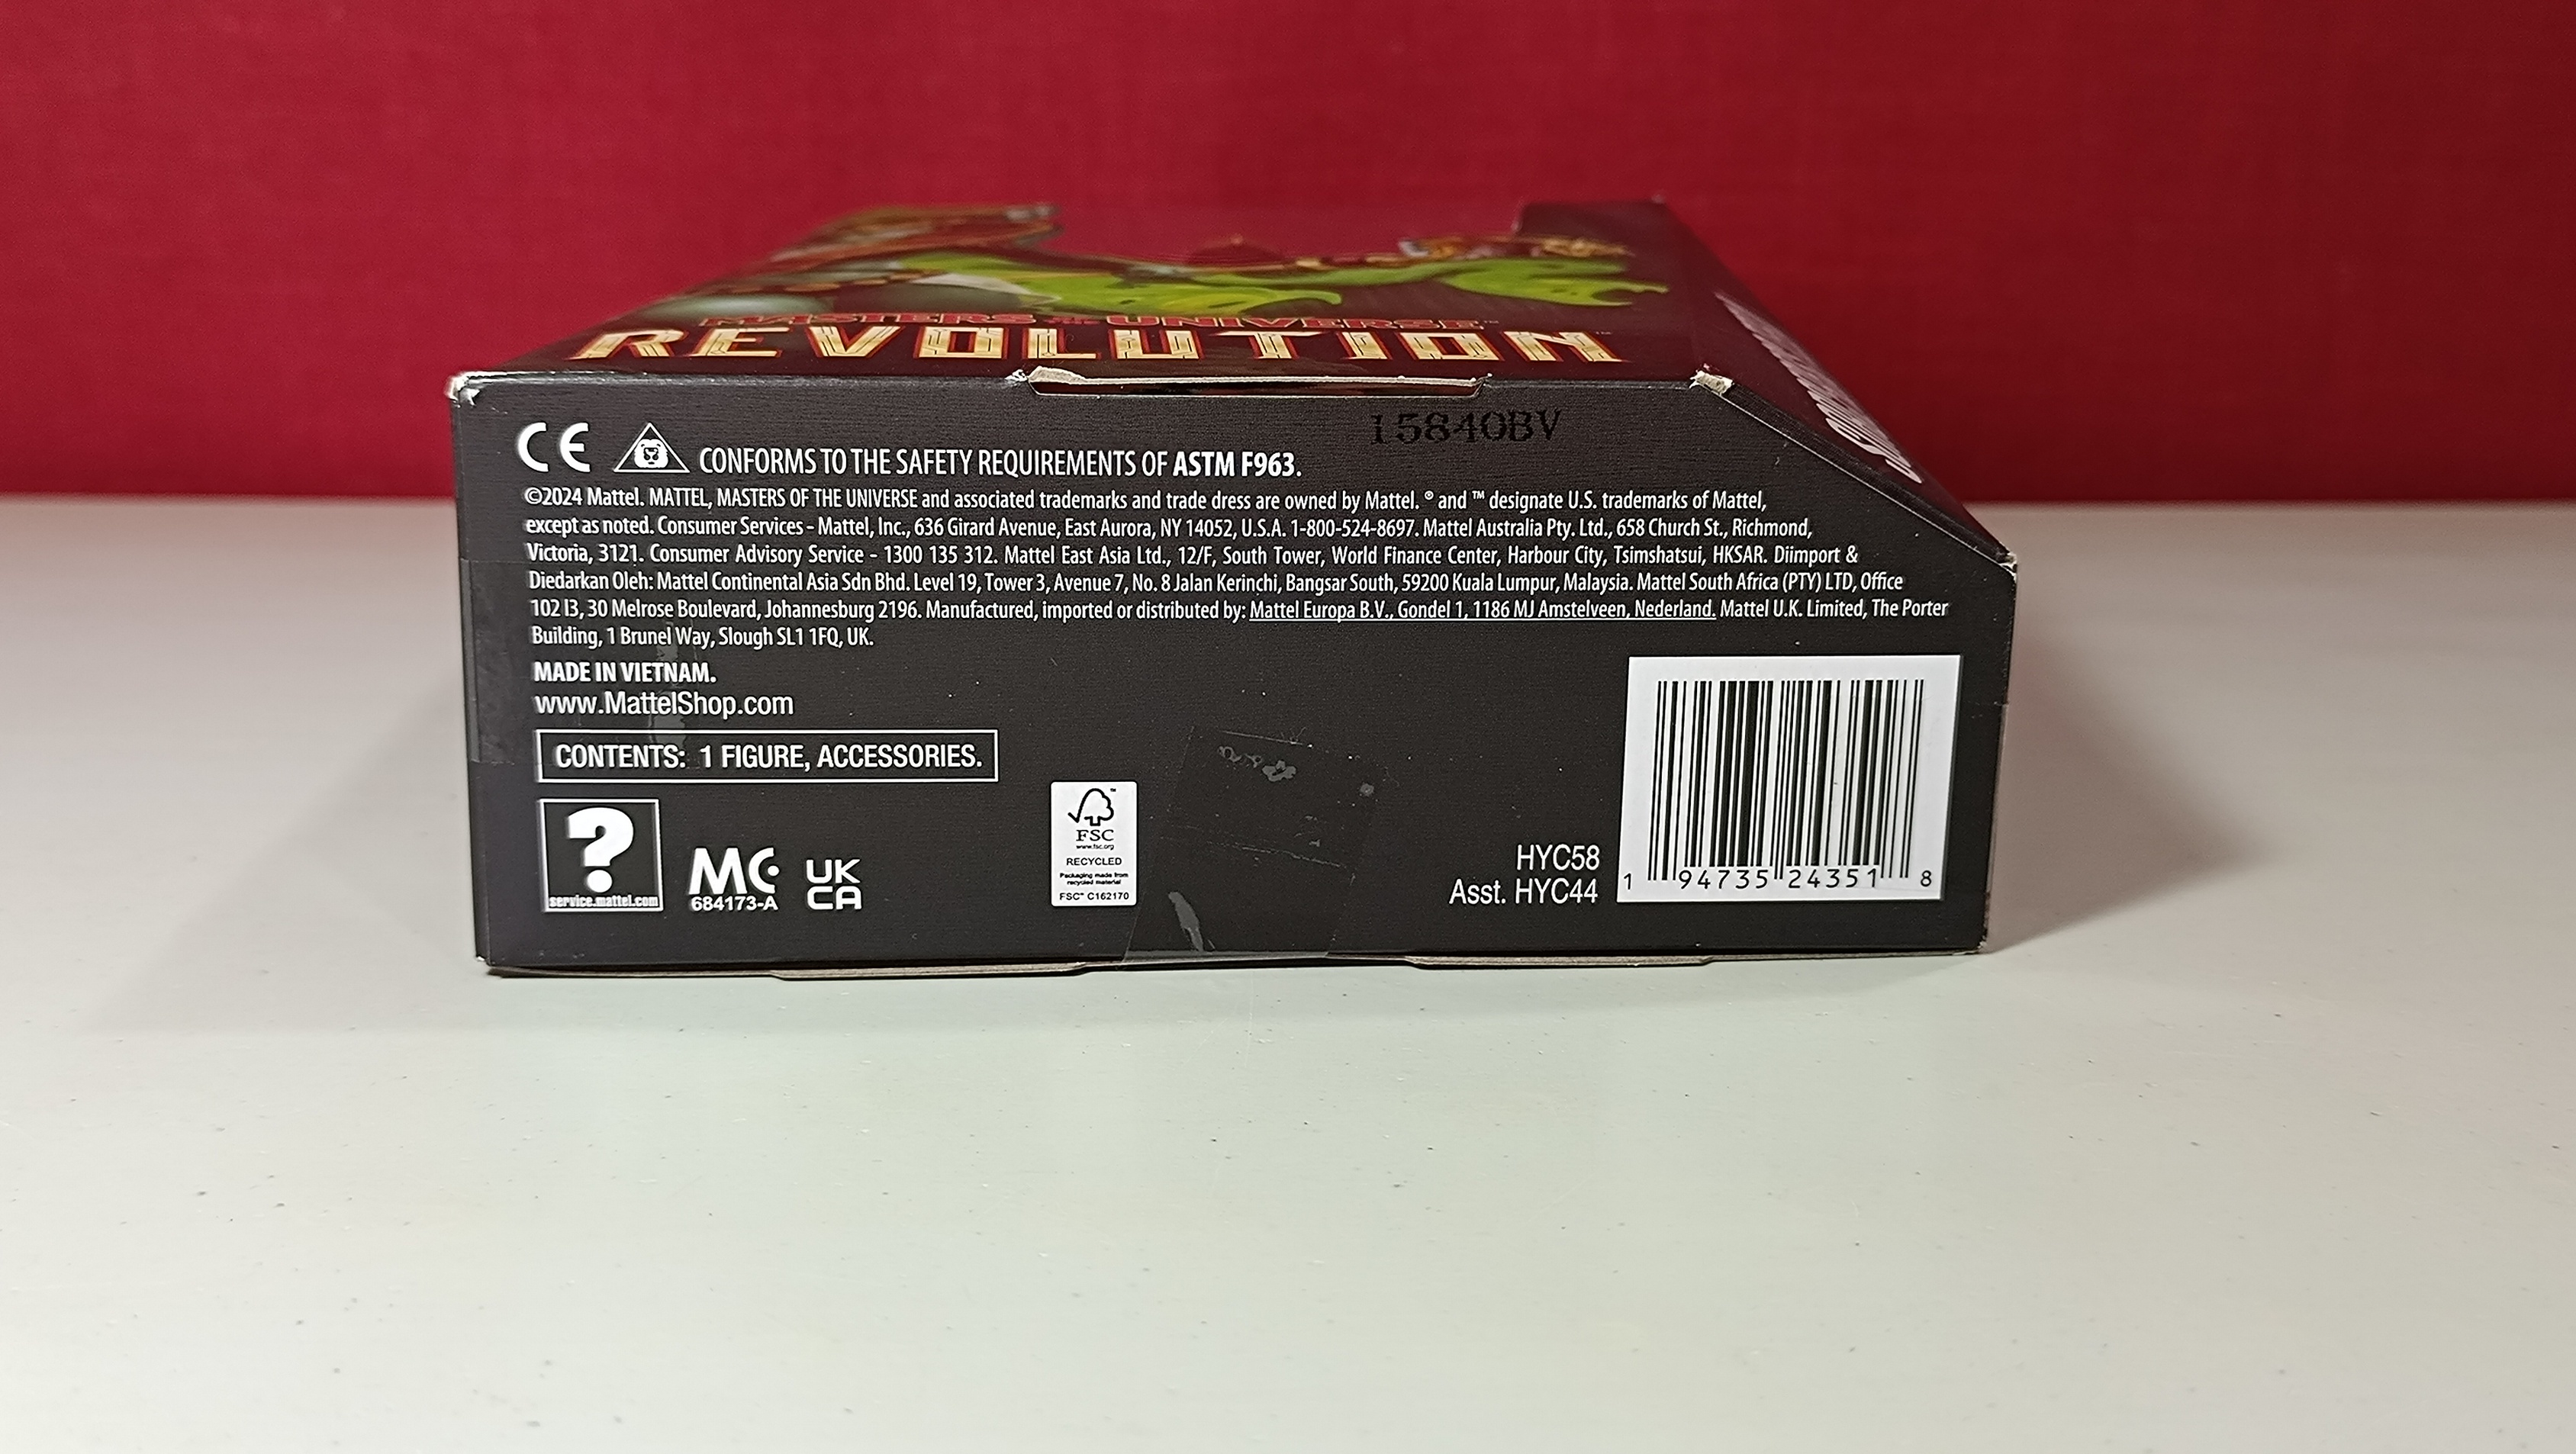 MASTERS OF THE UNIVERSE™
REVOLUTION™
15840BV
CE
CONFORMS TO THE SAFETY REQUIREMENTS OF ASTM F963.
©2024 Mattel. MATTEL, MASTERS OF THE UNIVERSE and associated trademarks and trade dress are owned by Mattel. ® and ™ designate U.S. trademarks of Mattel,
except as noted. Consumer Services - Mattel, Inc., 636 Girard Avenue, East Aurora, NY 14052, U.S.A. 1-800-524-8697. Mattel Australia Pty. Ltd., 658 Church St., Richmond,
Victoria, 3121. Consumer Advisory Service - 1300 135 312. Mattel East Asia Ltd., 12/F, South Tower, World Finance Center, Harbour City, Tsimshatsui, HKSAR. Diimport &
Diedarkan Oleh: Mattel Continental Asia Sdn Bhd. Level 19, Tower 3, Avenue 7, No. 8 Jalan Kerinchi, Bangsar South, 59200 Kuala Lumpur, Malaysia. Mattel South Africa (PTY) LTD, Office
102 I3, 30 Melrose Boulevard, Johannesburg 2196. Manufactured, imported or distributed by: Mattel Europa B.V., Gondel 1, 1186 MJ Amstelveen, Nederland. Mattel U.K. Limited, The Porter
Building, 1 Brunel Way, Slough SL1 1FQ, UK.
MADE IN VIETNAM.
www.MattelShop.com
CONTENTS: 1 FIGURE, ACCESSORIES.
?
service.mattel.com
MC
684173-A
UK
CA
FSC™
www.fsc.org
RECYCLED
Packaging made from
recycled material
FSC® C162170
HYC58
Asst. HYC44
1 94735 24351 8